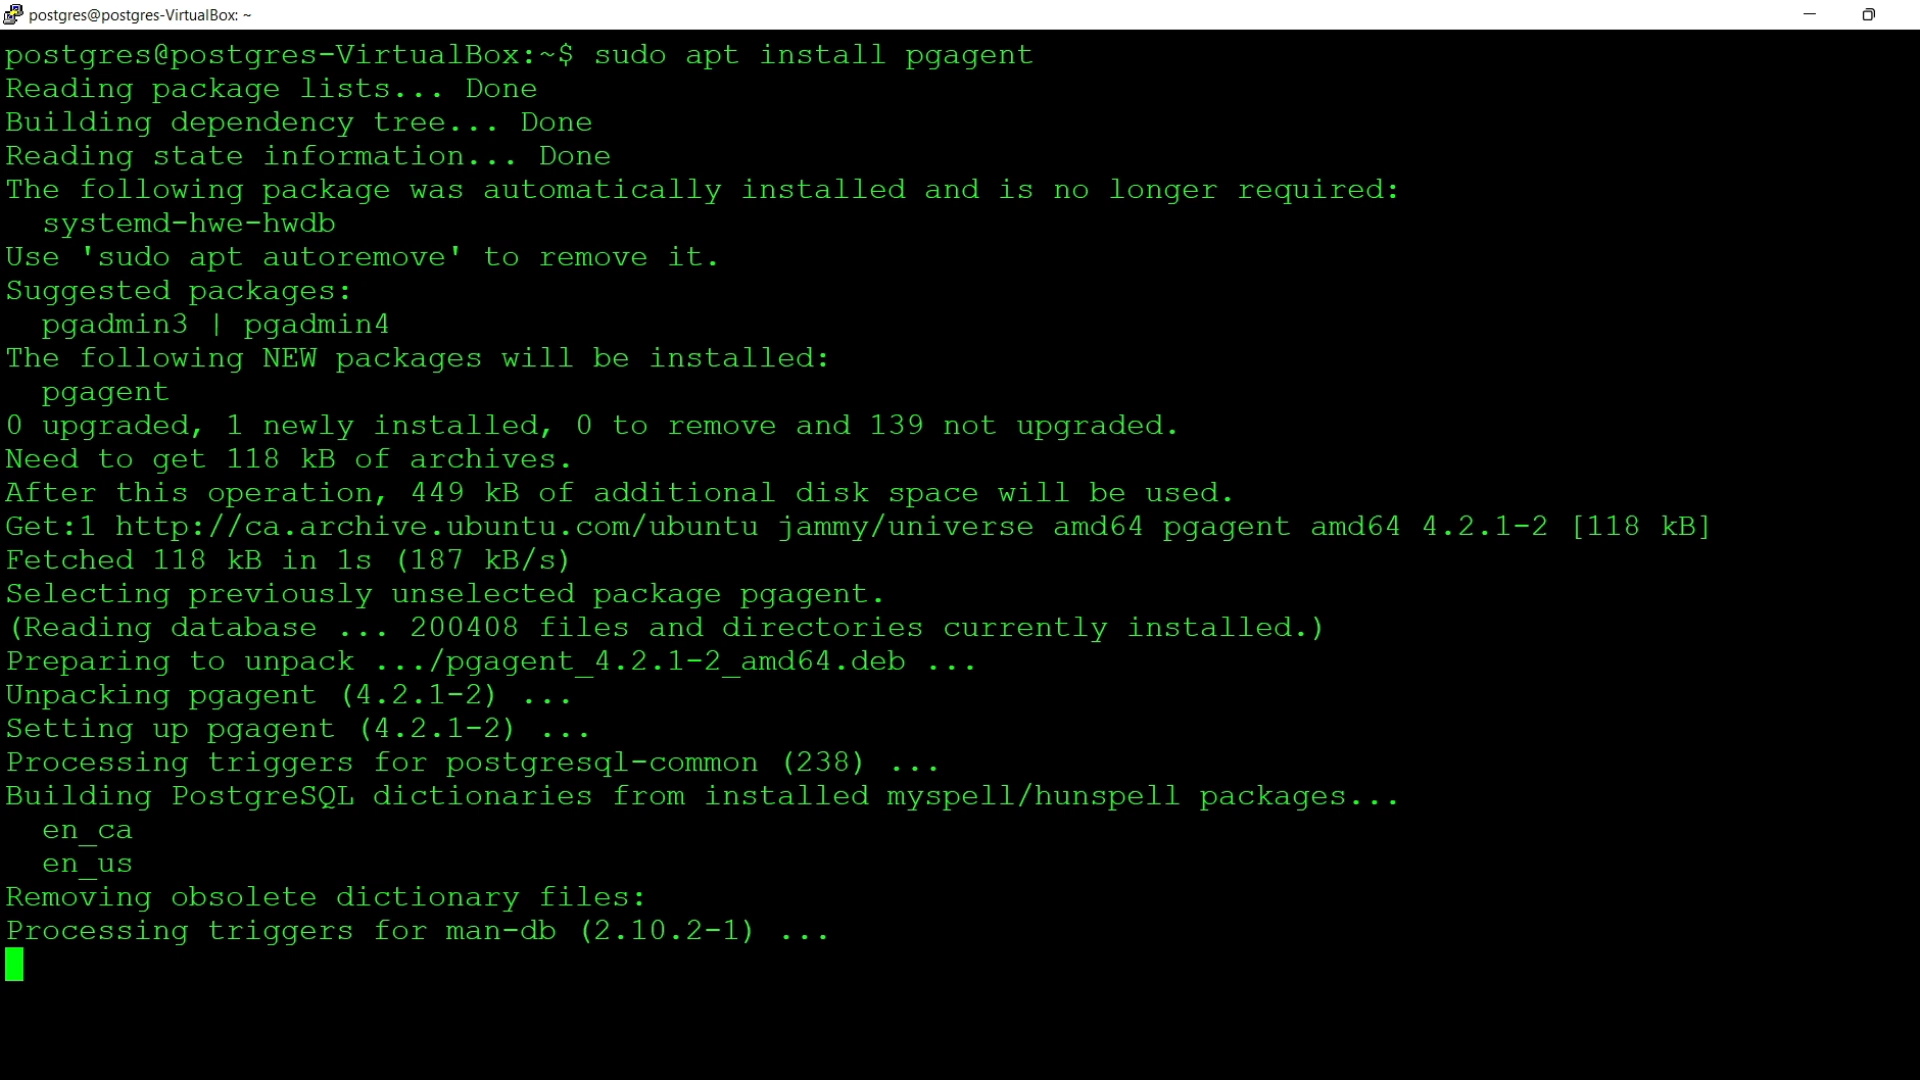 postgres@postgres-VirtualBox: ~
postgres@postgres-VirtualBox:~$ sudo apt install pgagent
Reading package lists... Done
Building dependency tree... Done
Reading state information... Done
The following package was automatically installed and is no longer required:
  systemd-hwe-hwdb
Use 'sudo apt autoremove' to remove it.
Suggested packages:
  pgadmin3 | pgadmin4
The following NEW packages will be installed:
  pgagent
0 upgraded, 1 newly installed, 0 to remove and 139 not upgraded.
Need to get 118 kB of archives.
After this operation, 449 kB of additional disk space will be used.
Get:1 http://ca.archive.ubuntu.com/ubuntu jammy/universe amd64 pgagent amd64 4.2.1-2 [118 kB]
Fetched 118 kB in 1s (187 kB/s)
Selecting previously unselected package pgagent.
(Reading database ... 200408 files and directories currently installed.)
Preparing to unpack .../pgagent_4.2.1-2_amd64.deb ...
Unpacking pgagent (4.2.1-2) ...
Setting up pgagent (4.2.1-2) ...
Processing triggers for postgresql-common (238) ...
Building PostgreSQL dictionaries from installed myspell/hunspell packages...
  en_ca
  en_us
Removing obsolete dictionary files:
Processing triggers for man-db (2.10.2-1) ...